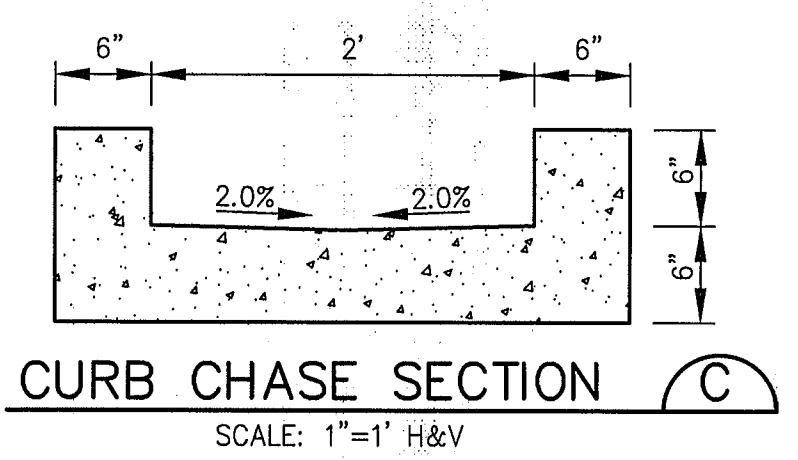 6" 2' 6"
2.0% 2.0%
6"
6"
CURB CHASE SECTION C
SCALE: 1"=1' H&V